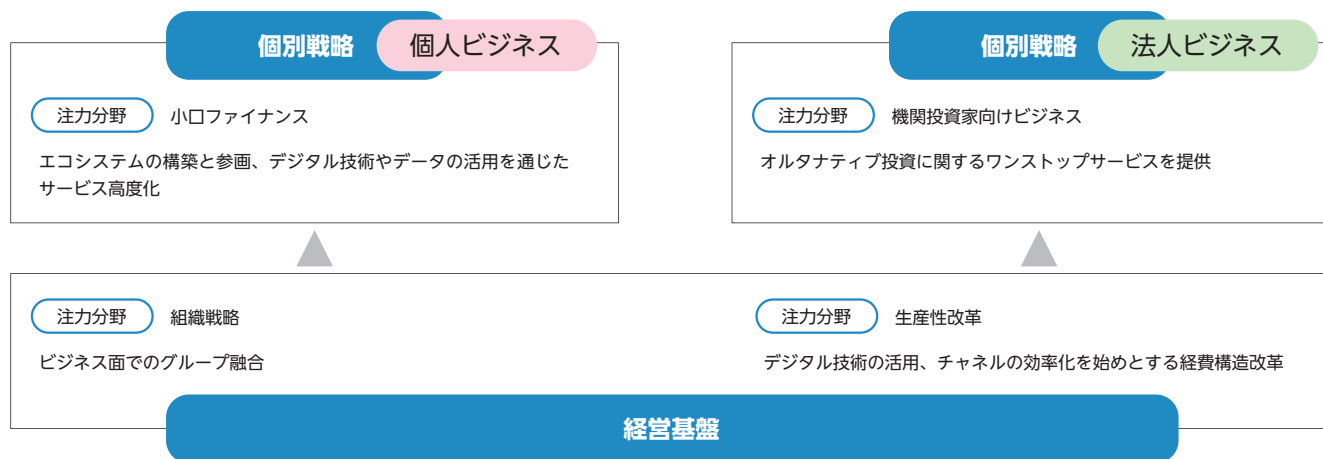 個別戦略 個人ビジネス
注力分野 小口ファイナンス
エコシステムの構築と参画、デジタル技術やデータの活用を通じた
サービス高度化
個別戦略 法人ビジネス
注力分野 機関投資家向けビジネス
オルタナティブ投資に関するワンストップサービスを提供
注力分野 組織戦略
ビジネス面でのグループ融合
注力分野 生産性改革
デジタル技術の活用、チャネルの効率化を始めとする経費構造改革
経営基盤